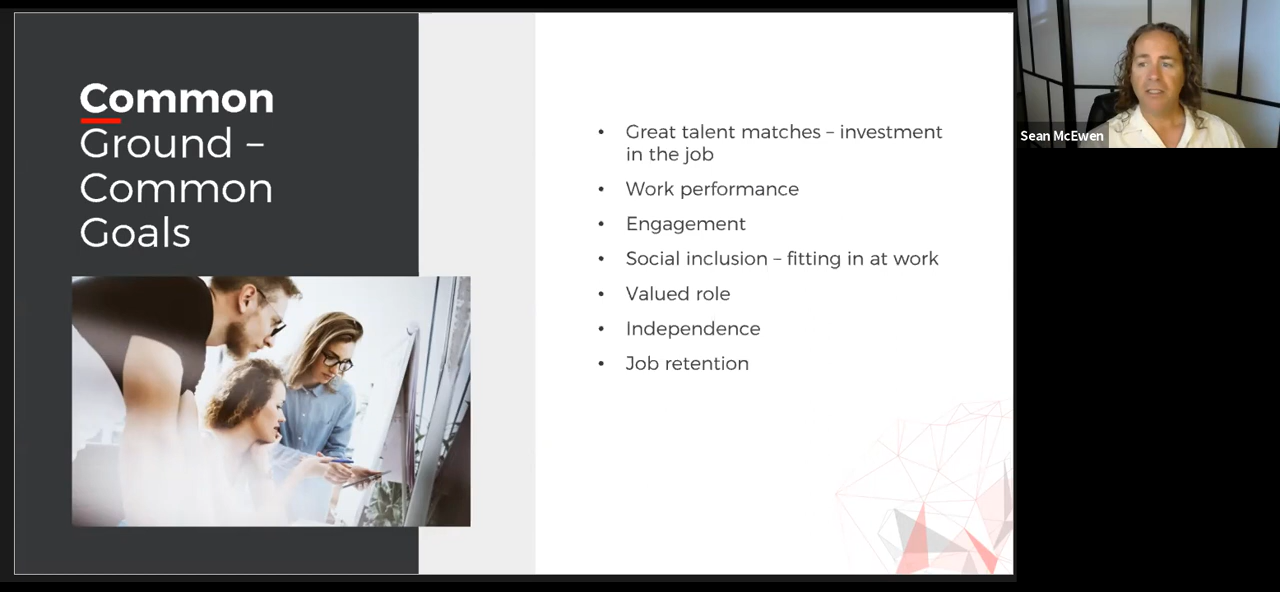 Common
Ground –
Common
Goals
• Great talent matches – investment
in the job
• Work performance
• Engagement
• Social inclusion – fitting in at work
• Valued role
• Independence
• Job retention
Sean McEwen